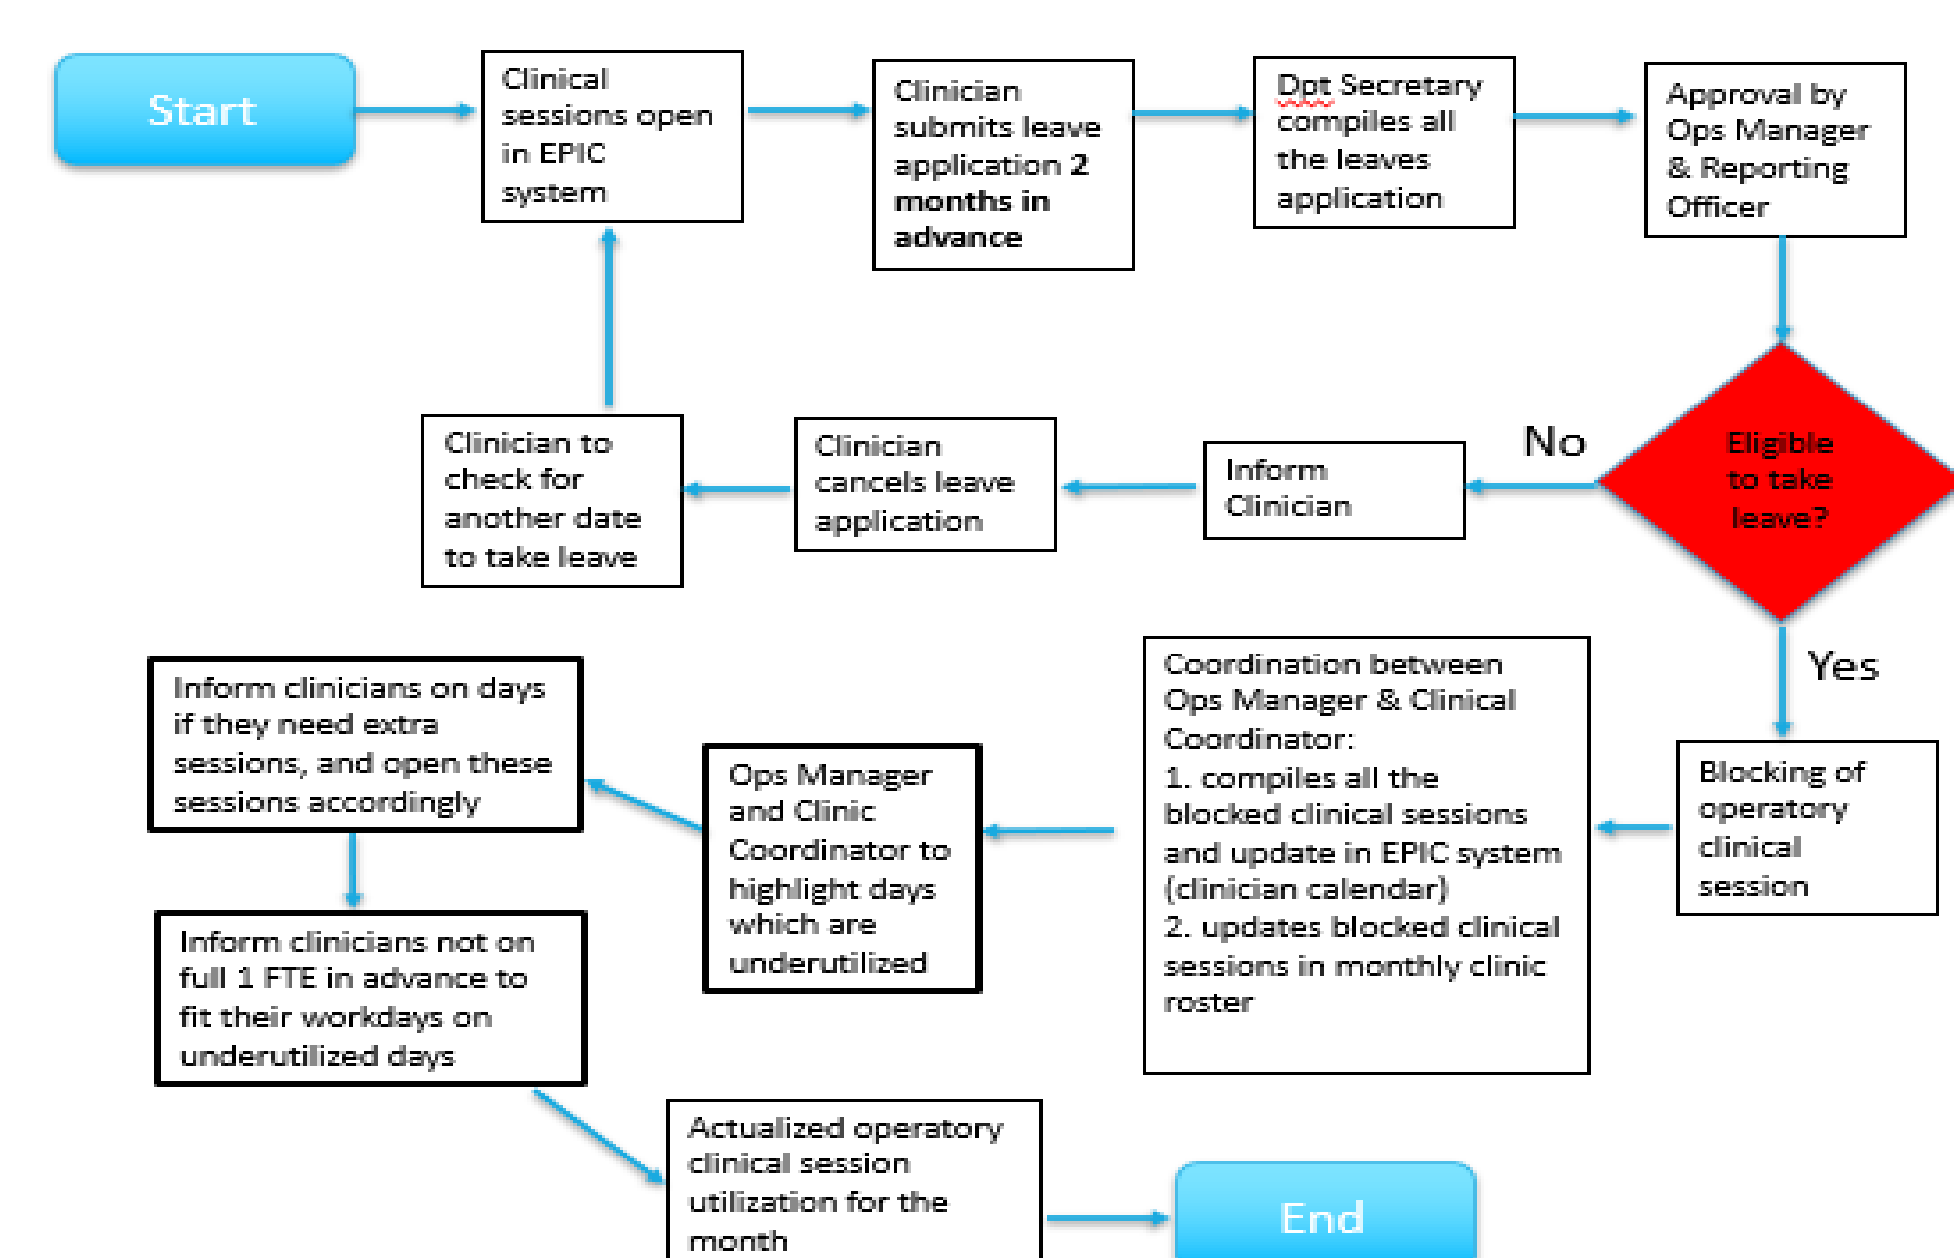 Start
Clinical
sessions open
in EPIC
system
Clinician
submits leave
application 2
months in
advance
Dpt Secretary
compiles all
the leaves
application
Approval by
Ops Manager
& Reporting
Officer
Eligible
to take
leave?
No
Inform
Clinician
Clinician
cancels leave
application
Clinician to
check for
another date
to take leave
Yes
Blocking of
operatory
clinical
session
Coordination between
Ops Manager & Clinical
Coordinator:
1. compiles all the
blocked clinical sessions
and update in EPIC system
(clinician calendar)
2. updates blocked clinical
sessions in monthly clinic
roster
Ops Manager
and Clinic
Coordinator to
highlight days
which are
underutilized
Inform clinicians on days
if they need extra
sessions, and open these
sessions accordingly
Inform clinicians not on
full 1 FTE in advance to
fit their workdays on
underutilized days
Actualized operatory
clinical session
utilization for the
month
End